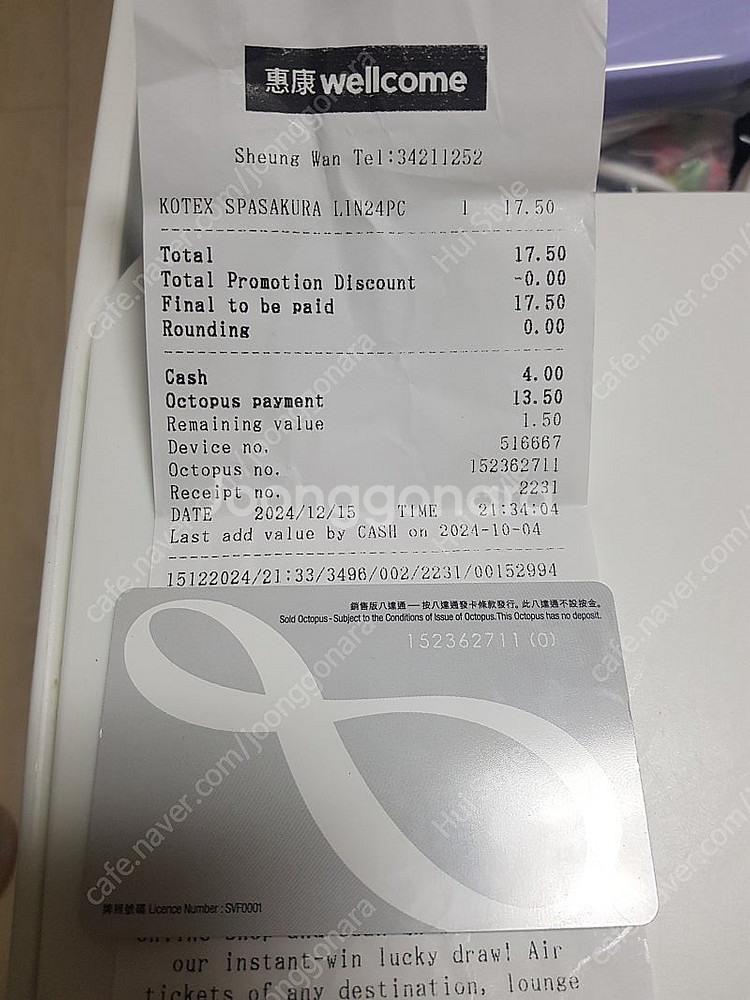 惠康 wellcome
Sheung Wan Tel:34211252
KOTEX SPASAKURA LIN24PC 1 17.50
Total 17.50
Total Promotion Discount -0.00
Final to be paid 17.50
Rounding 0.00
Cash 4.00
Octopus payment 13.50
Remaining value 1.50
Device no. 516667
Octopus no. 152362711
Receipt no. 2231
DATE 2024/12/15 TIME 21:34:04
Last add value by CASH on 2024-10-04
15122024/21:33/3496/002/2231/00152994
銷售版八達通 — 按八達通發卡條款發行。此八達通不設按金。
Sold Octopus - Subject to the Conditions of Issue of Octopus. This Octopus has no deposit.
152362711 (0)
牌照號碼 Licence Number : SVF0001
our instant-win lucky draw! Air
tickets of any destination, lounge
Joonggonara
cafe.naver.com/joonggonara
Hui Style